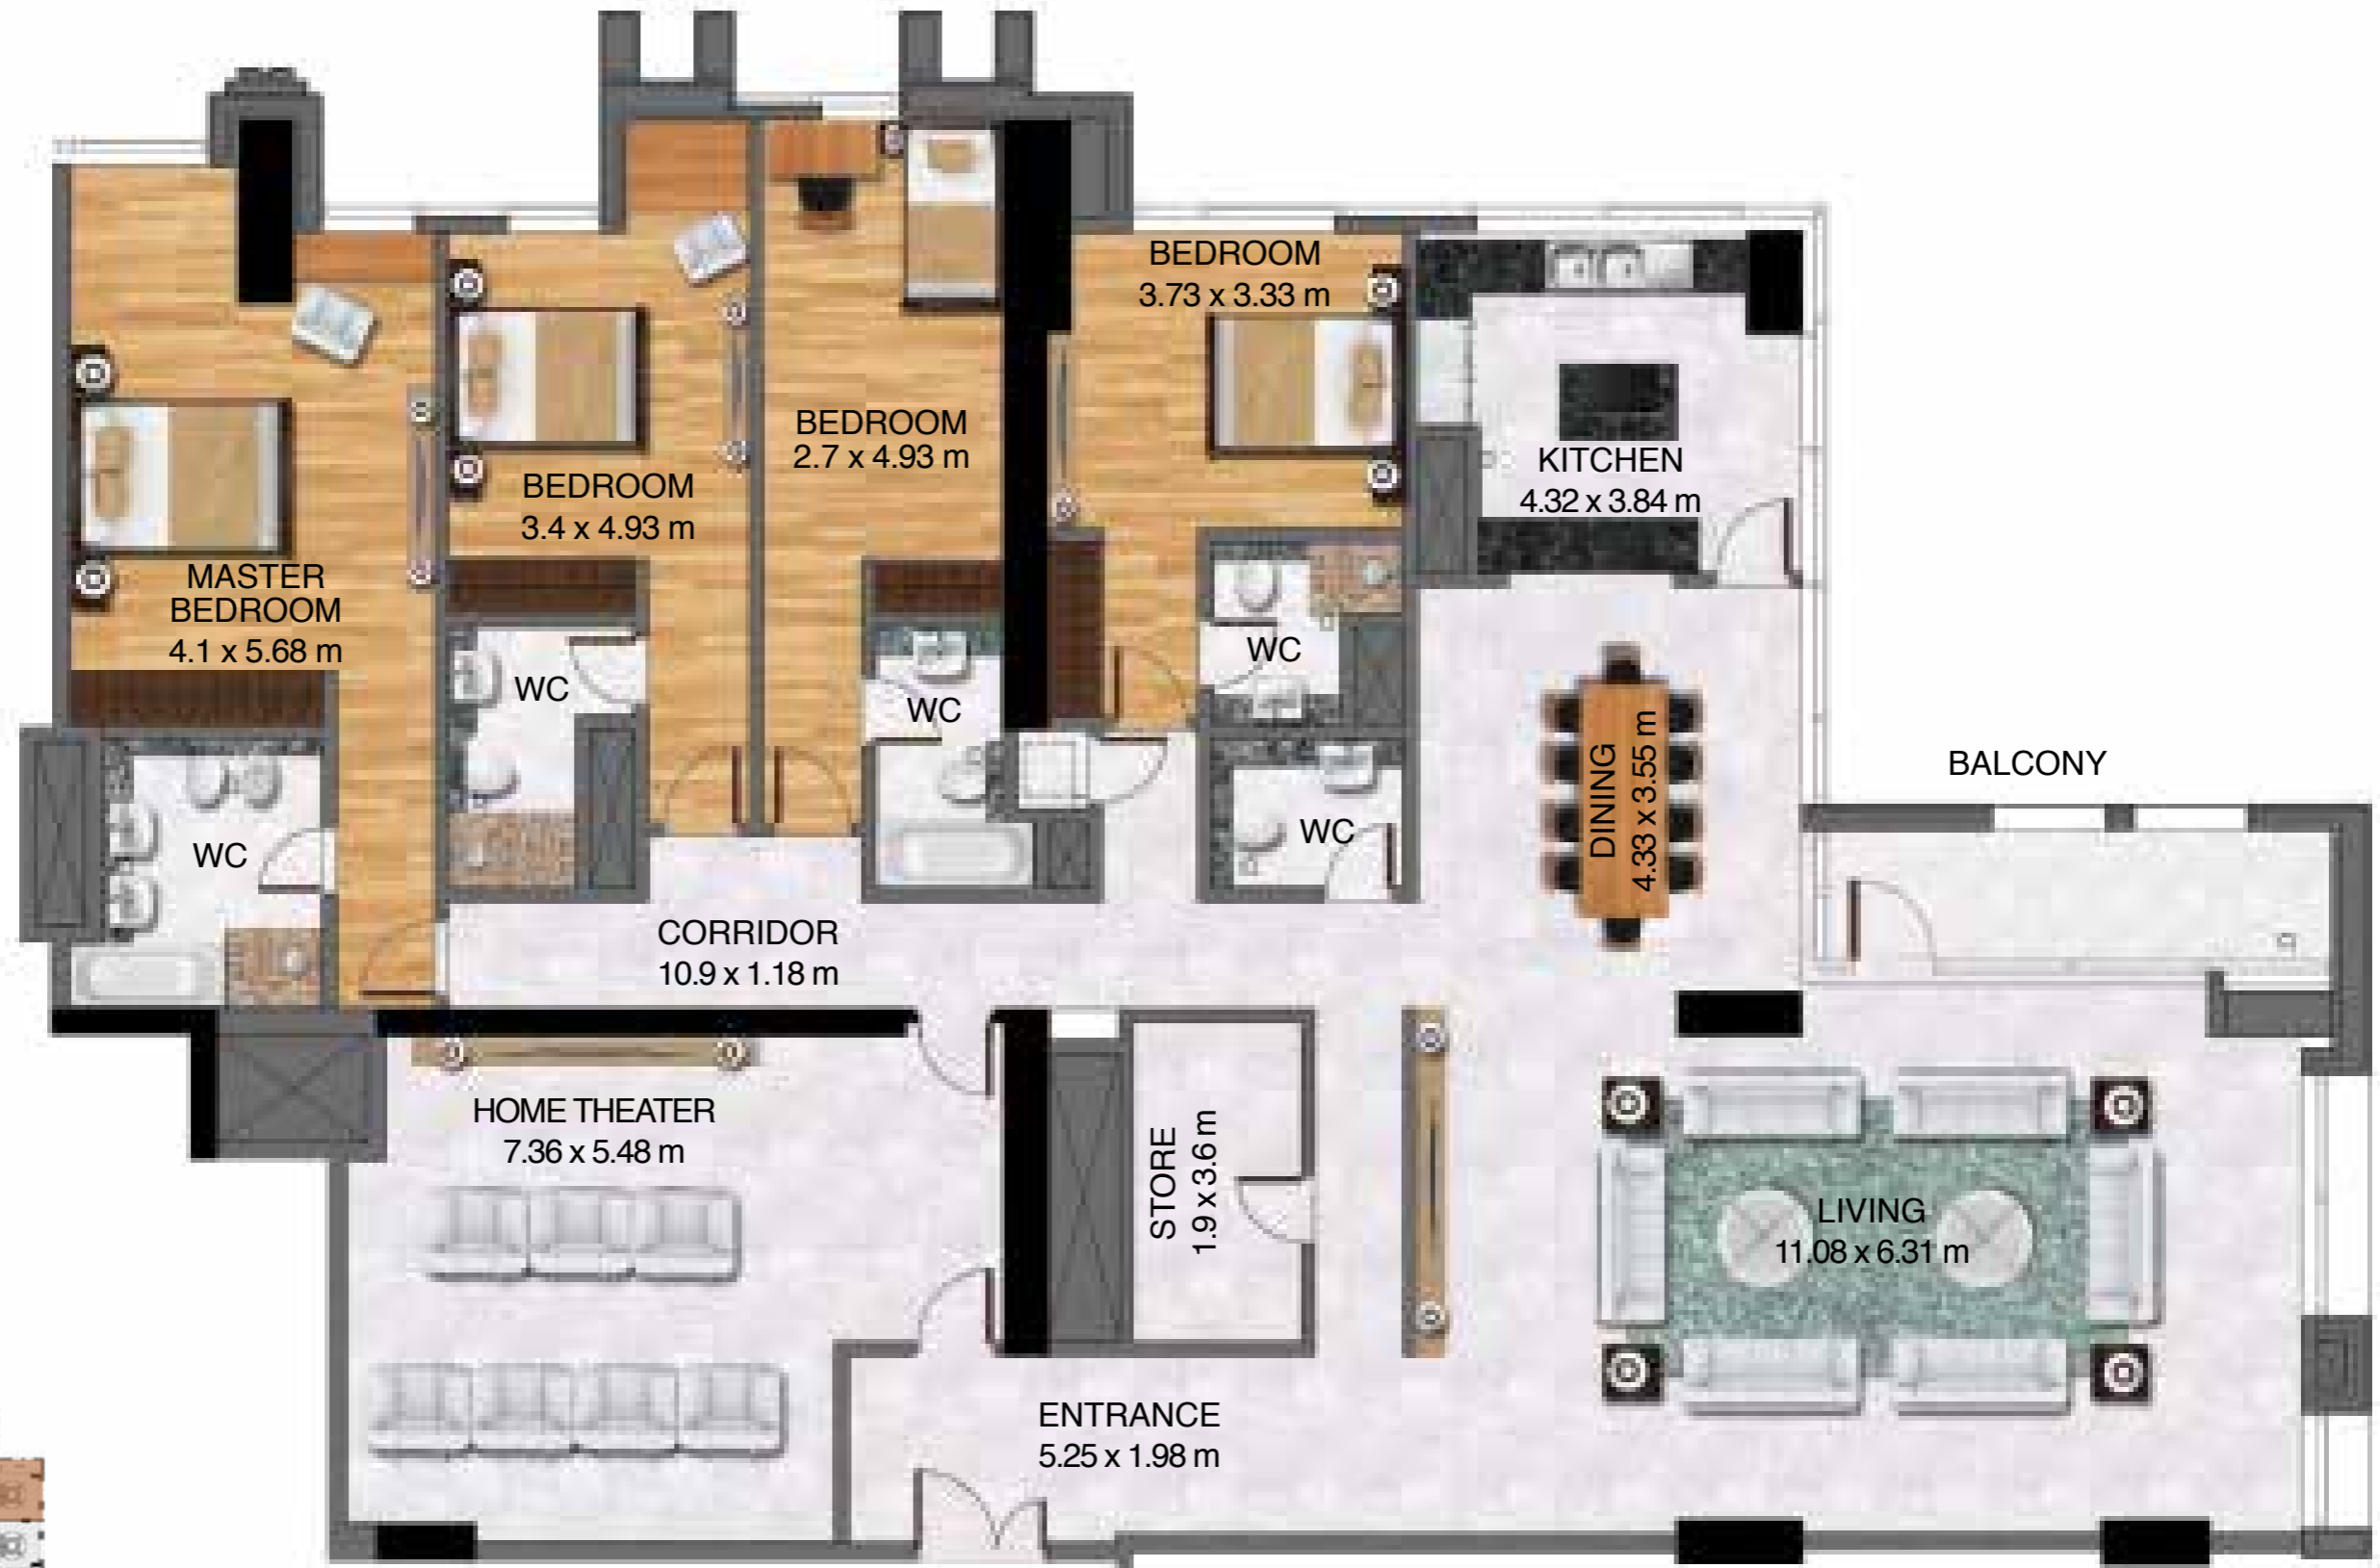 BEDROOM
3.73 x 3.33 m
BEDROOM
2.7 x 4.93 m
KITCHEN
4.32 x 3.84 m
BEDROOM
3.4 x 4.93 m
MASTER
BEDROOM
4.1 x 5.68 m
WC
WC
WC
WC
WC
DINING
4.33 x 3.55 m
BALCONY
CORRIDOR
10.9 x 1.18 m
HOME THEATER
7.36 x 5.48 m
STORE
1.9 x 3.6 m
LIVING
11.08 x 6.31 m
ENTRANCE
5.25 x 1.98 m